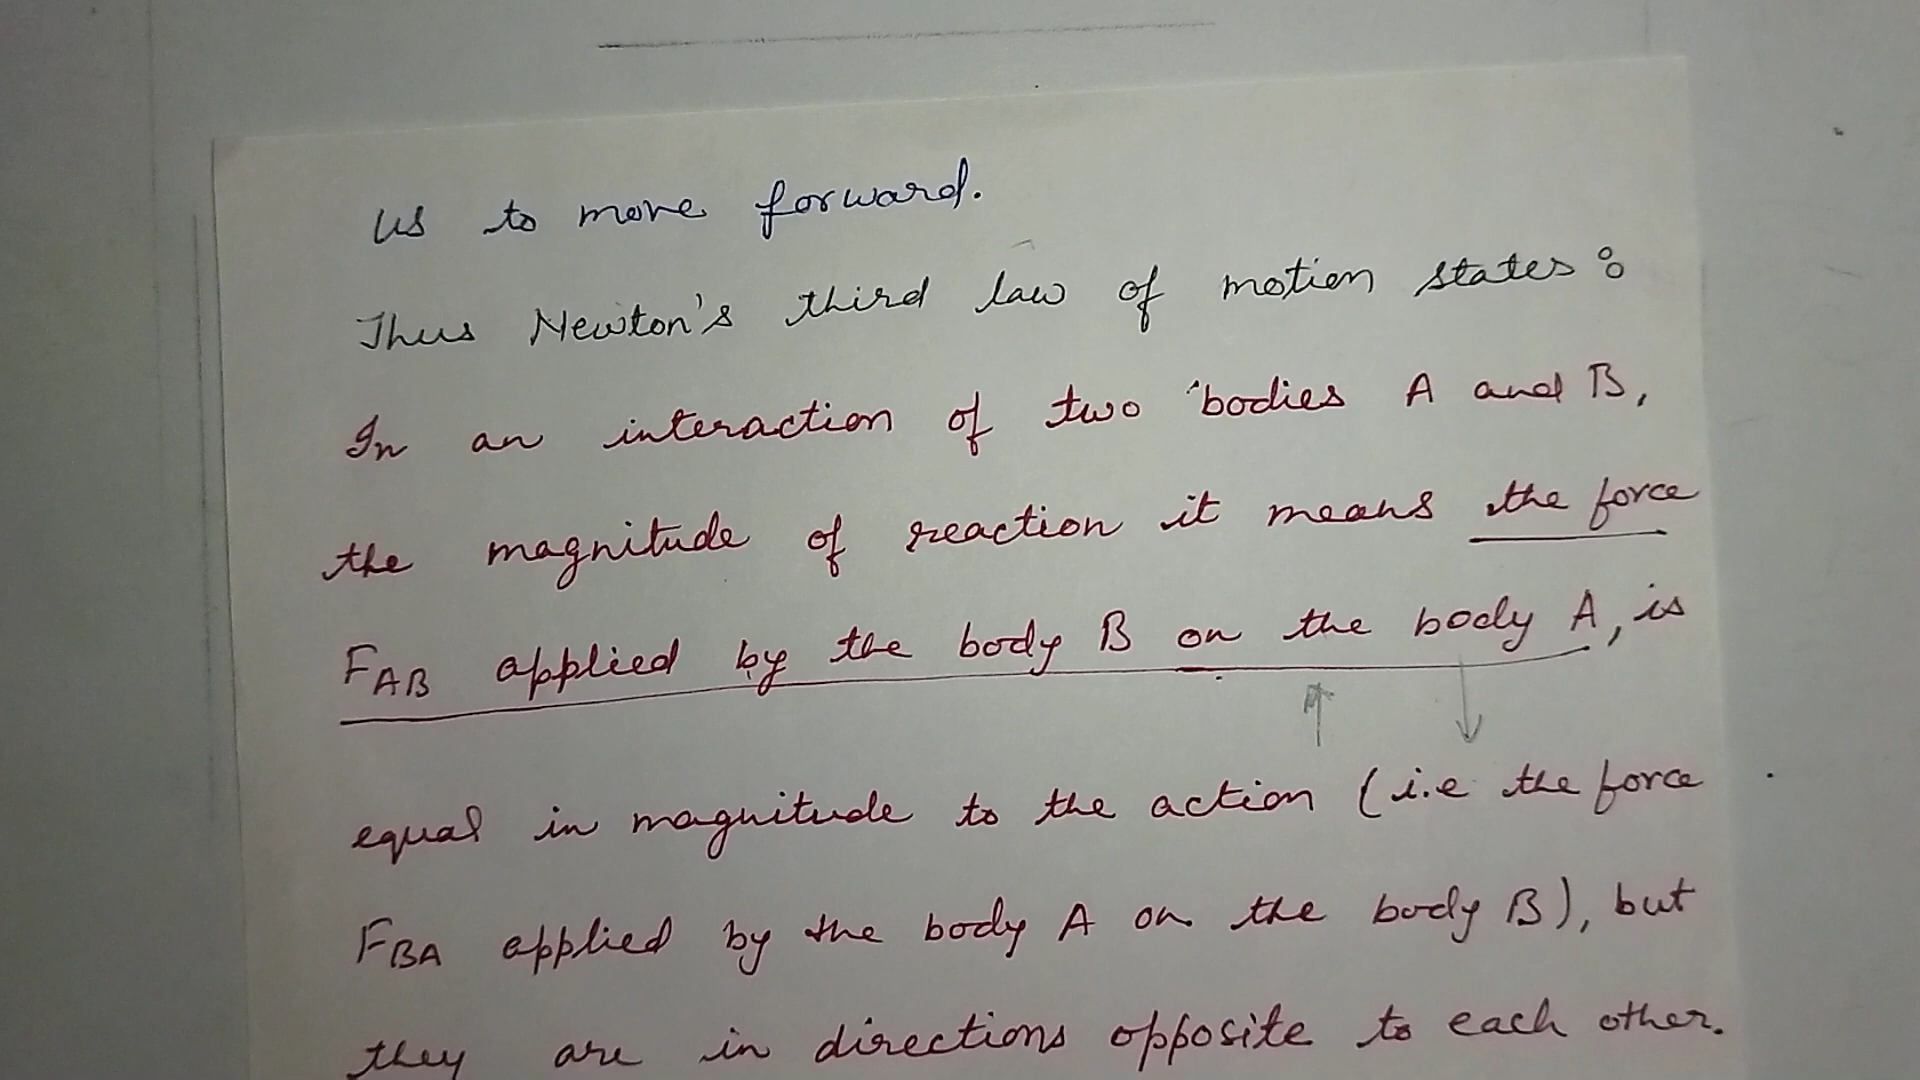 us to move forward.
Thus Newton's third law of motion states:
In an interaction of two bodies A and B,
the magnitude of reaction it means the force
FAB applied by the body B on the body A, is
equal in magnitude to the action (i.e the force
FBA applied by the body A on the body B), but
they are in directions opposite to each other.